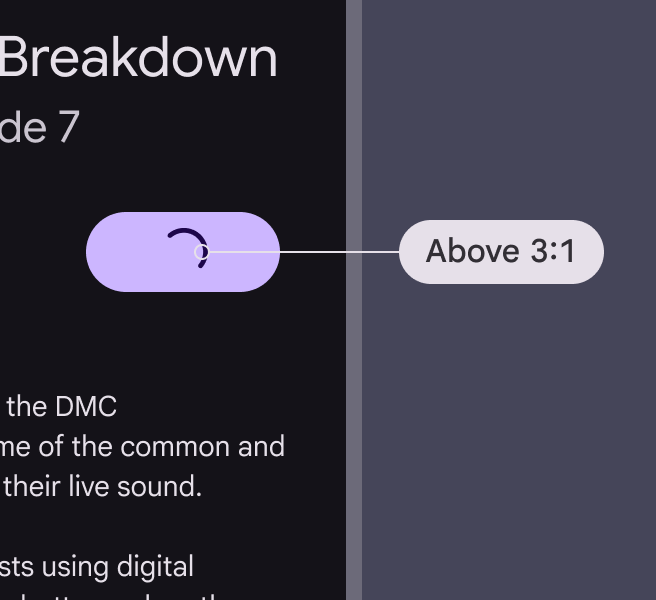 Breakdown
de 7
Above 3:1
the DMC
me of the common and
their live sound.
sts using digital